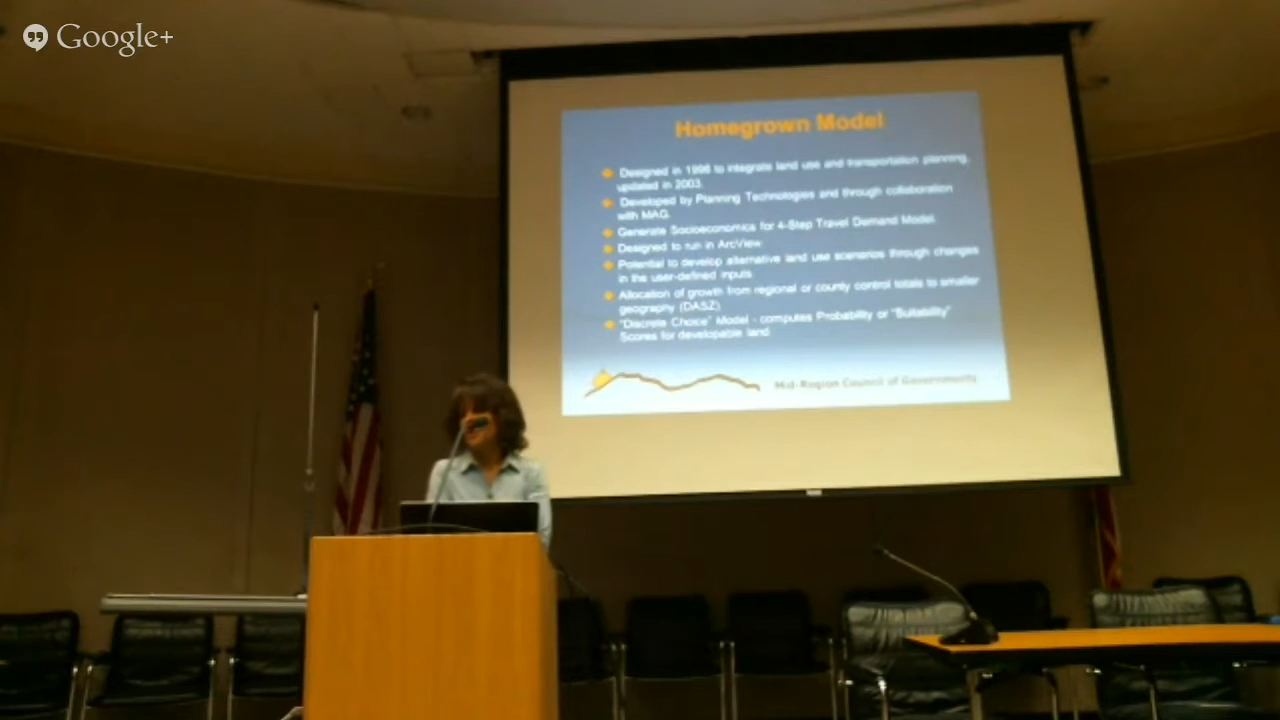 Google+
Homegrown Model
Designed in 1998 to integrate land use and transportation planning,
updated in 2003.
Developed by Planning Technologies and through collaboration
with MAG.
Generate Socioeconomics for 4-Step Travel Demand Model.
Designed to run in ArcView
Potential to develop alternative land use scenarios through changes
in the user-defined inputs
Allocation of growth from regional or county control totals to smaller
geography (DASZ)
"Discrete Choice" Model - computes Probability or "Suitability"
Scores for developable land
Mid-Region Council of Governments